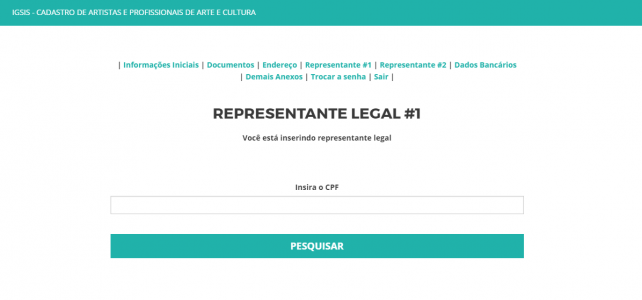 IGSIS - CADASTRO DE ARTISTAS E PROFISSIONAIS DE ARTE E CULTURA
| Informações Iniciais | Documentos | Endereço | Representante #1 | Representante #2 | Dados Bancários
| Demais Anexos | Trocar a senha | Sair |
REPRESENTANTE LEGAL #1
Você está inserindo representante legal
Insira o CPF
PESQUISAR